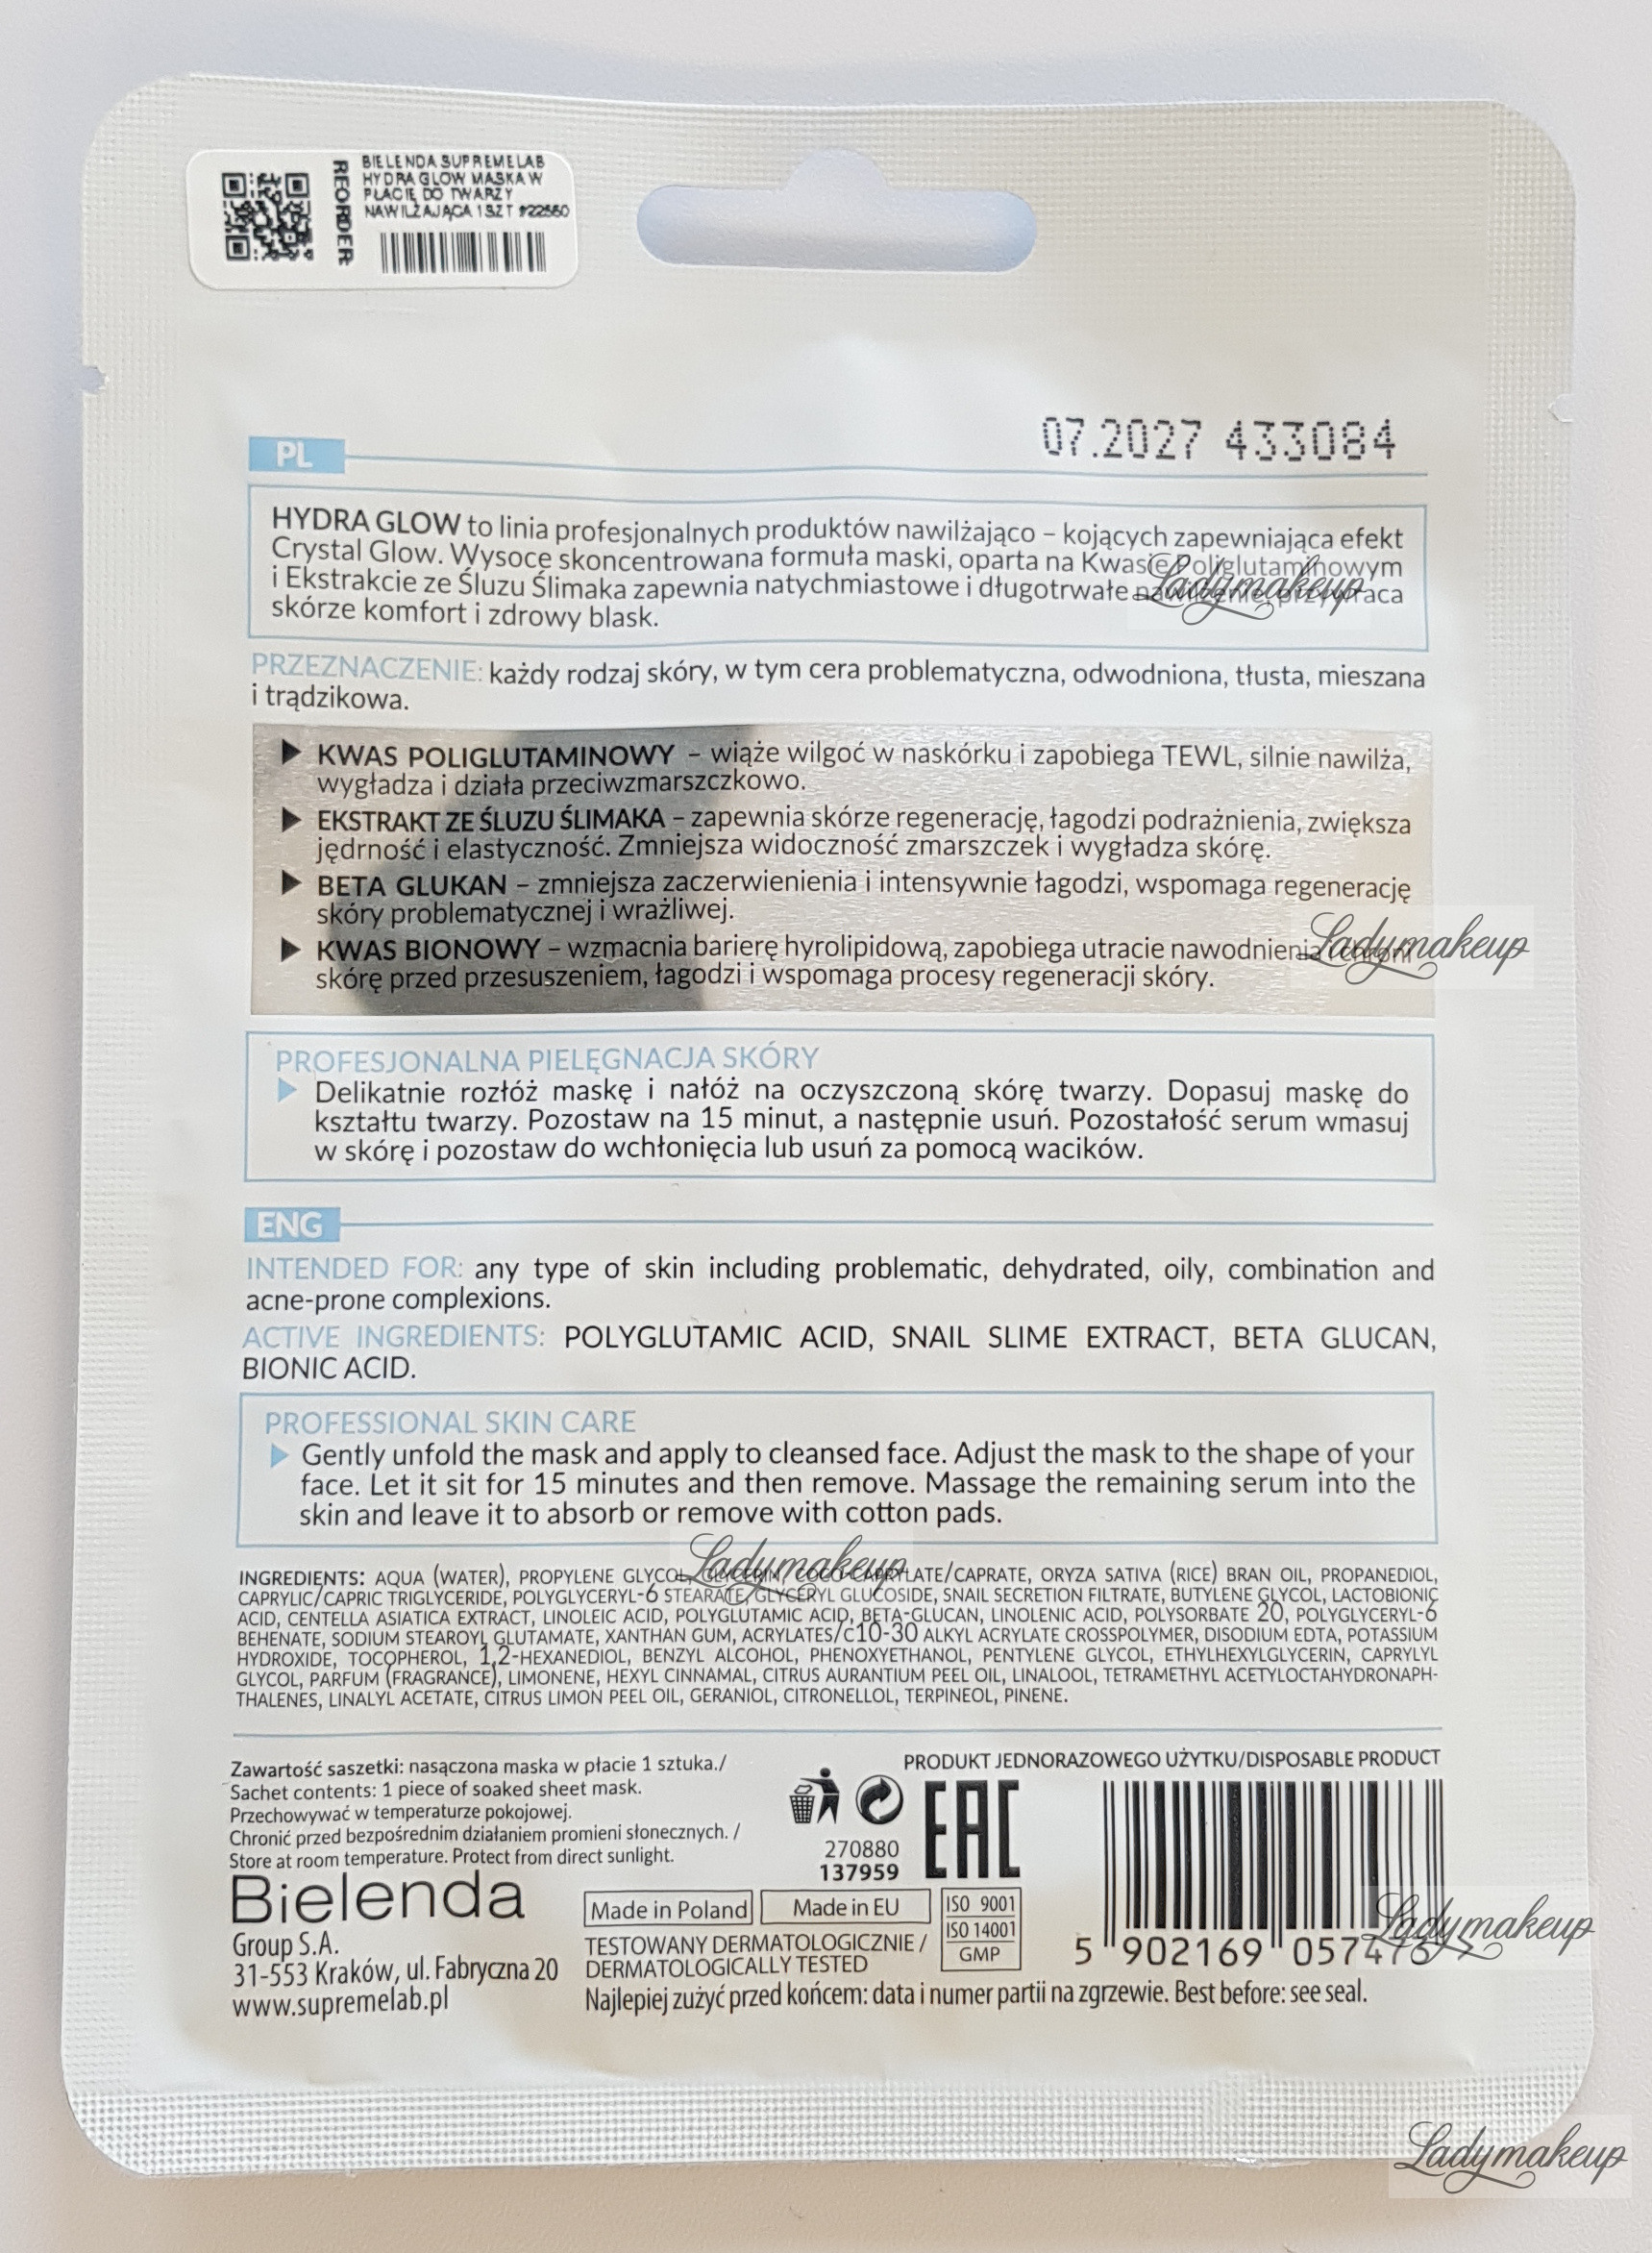 REORDER
BIELENDA SUPREMELAB
HYDRA GLOW MASKA W
PŁACIE DO TWARZY
NAWILŻAJĄCA 1SZT #22560
07.2027 433084
PL
HYDRA GLOW to linia profesjonalnych produktów nawilżająco – kojących zapewniająca efekt
Crystal Glow. Wysoce skoncentrowana formuła maski, oparta na Kwasie Poliglutaminowym
i Ekstrakcie ze Śluzu Ślimaka zapewnia natychmiastowe i długotrwałe nawilżenie, przywraca
skórze komfort i zdrowy blask.
Ladymakeup
PRZEZNACZENIE: każdy rodzaj skóry, w tym cera problematyczna, odwodniona, tłusta, mieszana
i trądzikowa.
KWAS POLIGLUTAMINOWY – wiąże wilgoć w naskórku i zapobiega TEWL, silnie nawilża,
wygładza i działa przeciwzmarszczkowo.
EKSTRAKT ZE ŚLUZU ŚLIMAKA – zapewnia skórze regenerację, łagodzi podrażnienia, zwiększa
jędrność i elastyczność. Zmniejsza widoczność zmarszczek i wygładza skórę.
BETA GLUKAN – zmniejsza zaczerwienienia i intensywnie łagodzi, wspomaga regenerację
skóry problematycznej i wrażliwej.
KWAS BIONOWY – wzmacnia barierę hyrolipidową, zapobiega utracie nawodnienia i chroni
skórę przed przesuszeniem, łagodzi i wspomaga procesy regeneracji skóry.
Ladymakeup
PROFESJONALNA PIELĘGNACJA SKÓRY
Delikatnie rozłóż maskę i nałóż na oczyszczoną skórę twarzy. Dopasuj maskę do
kształtu twarzy. Pozostaw na 15 minut, a następnie usuń. Pozostałość serum wmasuj
w skórę i pozostaw do wchłonięcia lub usuń za pomocą wacików.
ENG
INTENDED FOR: any type of skin including problematic, dehydrated, oily, combination and
acne-prone complexions.
ACTIVE INGREDIENTS: POLYGLUTAMIC ACID, SNAIL SLIME EXTRACT, BETA GLUCAN,
BIONIC ACID.
PROFESSIONAL SKIN CARE
Gently unfold the mask and apply to cleansed face. Adjust the mask to the shape of your
face. Let it sit for 15 minutes and then remove. Massage the remaining serum into the
skin and leave it to absorb or remove with cotton pads.
Ladymakeup
INGREDIENTS: AQUA (WATER), PROPYLENE GLYCOL, GLYCERIN, COCO-CAPRYLATE/CAPRATE, ORYZA SATIVA (RICE) BRAN OIL, PROPANEDIOL,
CAPRYLIC/CAPRIC TRIGLYCERIDE, POLYGLYCERYL-6 STEARATE, GLYCERYL GLUCOSIDE, SNAIL SECRETION FILTRATE, BUTYLENE GLYCOL, LACTOBIONIC
ACID, CENTELLA ASIATICA EXTRACT, LINOLEIC ACID, POLYGLUTAMIC ACID, BETA-GLUCAN, LINOLENIC ACID, POLYSORBATE 20, POLYGLYCERYL-6
BEHENATE, SODIUM STEAROYL GLUTAMATE, XANTHAN GUM, ACRYLATES/C10-30 ALKYL ACRYLATE CROSSPOLYMER, DISODIUM EDTA, POTASSIUM
HYDROXIDE, TOCOPHEROL, 1,2-HEXANEDIOL, BENZYL ALCOHOL, PHENOXYETHANOL, PENTYLENE GLYCOL, ETHYLHEXYLGLYCERIN, CAPRYLYL
GLYCOL, PARFUM (FRAGRANCE), LIMONENE, HEXYL CINNAMAL, CITRUS AURANTIUM PEEL OIL, LINALOOL, TETRAMETHYL ACETYLOCTAHYDRONAPH-
THALENES, LINALYL ACETATE, CITRUS LIMON PEEL OIL, GERANIOL, CITRONELLOL, TERPINEOL, PINENE.
Zawartość saszetki: nasączona maska w płacie 1 sztuka./
Sachet contents: 1 piece of soaked sheet mask.
Przechowywać w temperaturze pokojowej.
Chronić przed bezpośrednim działaniem promieni słonecznych. /
Store at room temperature. Protect from direct sunlight.
PRODUKT JEDNORAZOWEGO UŻYTKU/DISPOSABLE PRODUCT
EAC
270880
137959
Bielenda
Group S.A.
31-553 Kraków, ul. Fabryczna 20
www.supremelab.pl
Made in Poland
Made in EU
ISO 9001
ISO 14001
GMP
TESTOWANY DERMATOLOGICZNIE /
DERMATOLOGICALLY TESTED
5 902169 057473
Ladymakeup
Najlepiej zużyć przed końcem: data i numer partii na zgrzewie. Best before: see seal.
Ladymakeup